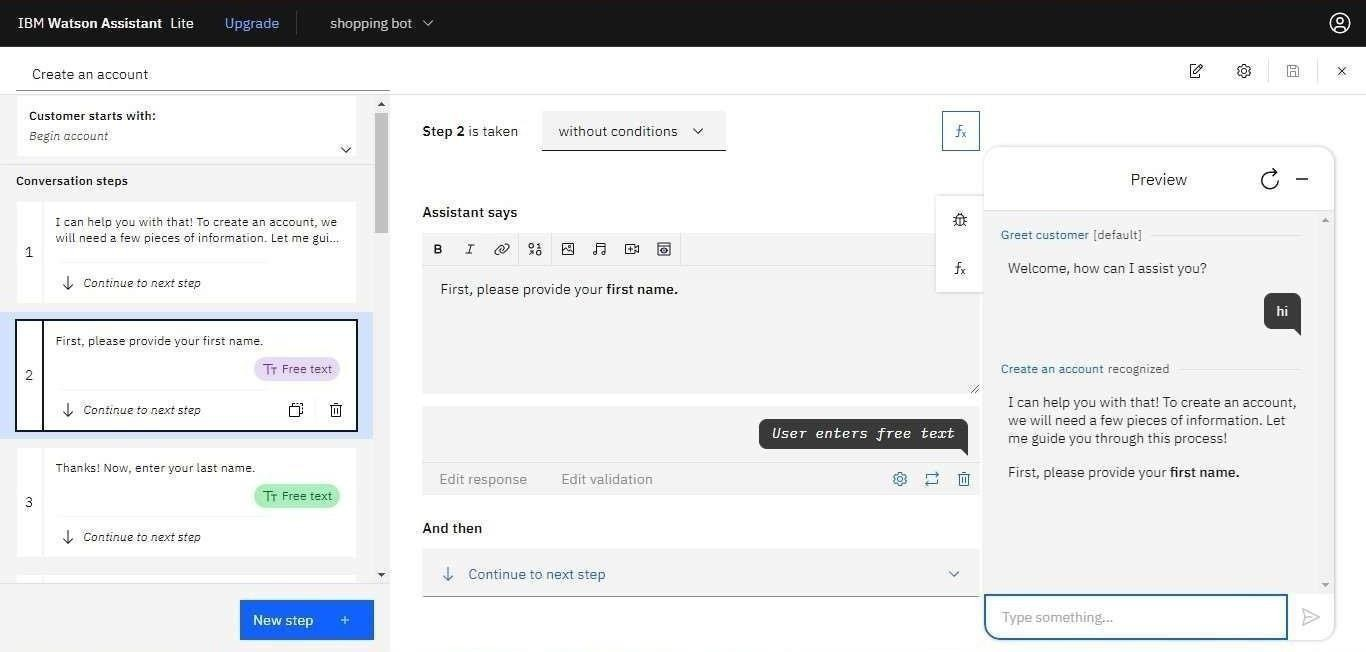 IBM Watson Assistant Lite Upgrade shopping bot
Create an account
Customer starts with:
Begin account
Conversation steps
1
I can help you with that! To create an account, we
will need a few pieces of information. Let me gui...
Continue to next step
2
First, please provide your first name.
Free text
Continue to next step
3
Thanks! Now, enter your last name.
Free text
Continue to next step
New step +
Step 2 is taken without conditions
fx
Assistant says
B I
First, please provide your first name.
fx
User enters free text
Edit response Edit validation
And then
Continue to next step
Preview
Greet customer [default]
Welcome, how can I assist you?
hi
Create an account recognized
I can help you with that! To create an account,
we will need a few pieces of information. Let
me guide you through this process!
First, please provide your first name.
Type something...